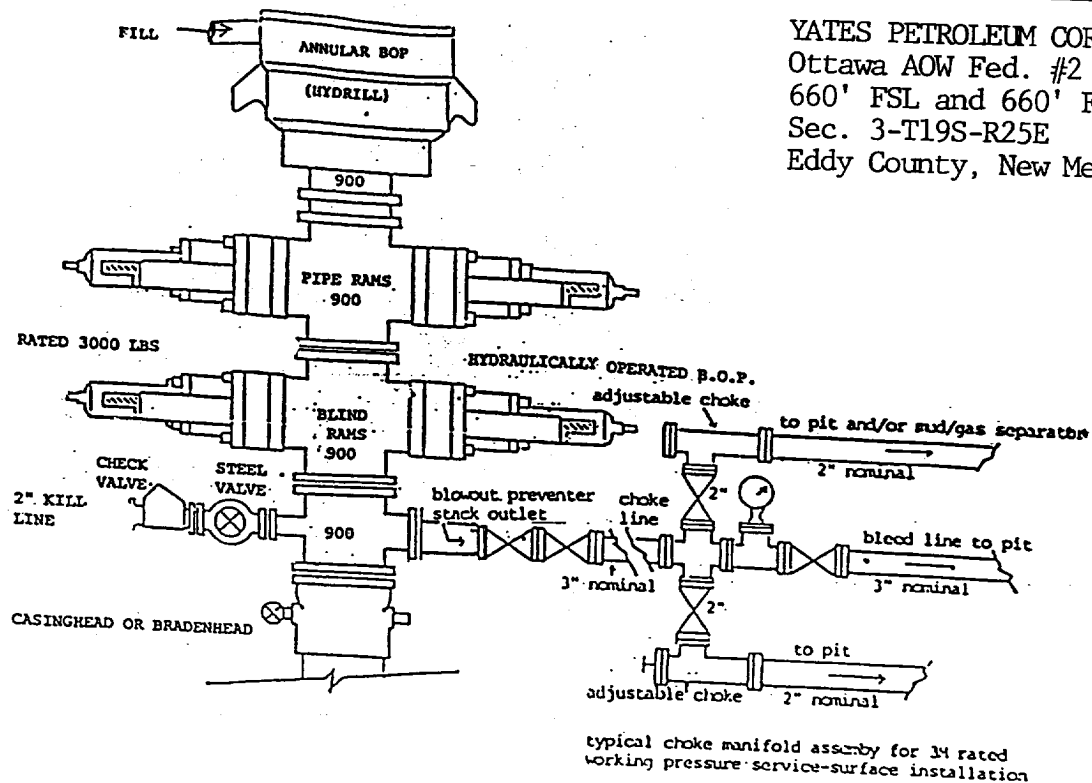 YATES PETROLEUM COR
Ottawa AOW Fed. #2
660' FSL and 660' F
Sec. 3-T19S-R25E
Eddy County, New Me
FILL
ANNULAR BOP
(HYDRILL)
900
PIPE RAMS
900
RATED 3000 LBS
HYDRAULICALLY OPERATED B.O.P.
adjustable choke
to pit and/or mud/gas separator
2" nominal
BLIND
RAMS
900
CHECK
VALVE
STEEL
VALVE
2" KILL
LINE
blowout preventer
stack outlet
choke
line
2"
900
bleed line to pit
3" nominal
3" nominal
2"
CASINGHEAD OR BRADENHEAD
to pit
adjustable choke
2" nominal
typical choke manifold assemby for 3M rated
working pressure service-surface installation